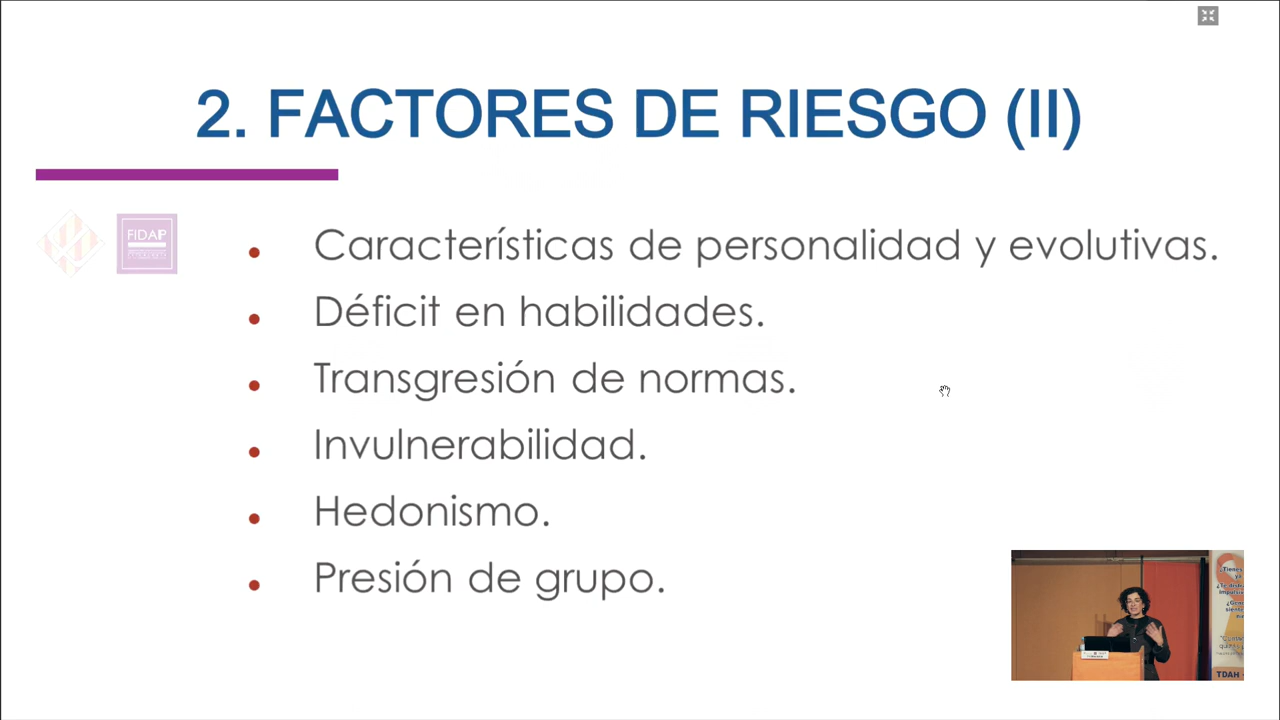 2. FACTORES DE RIESGO (II)
FIDAP
Características de personalidad y evolutivas.
Déficit en habilidades.
Transgresión de normas.
Invulnerabilidad.
Hedonismo.
Presión de grupo.
¿Tienes
TDAH